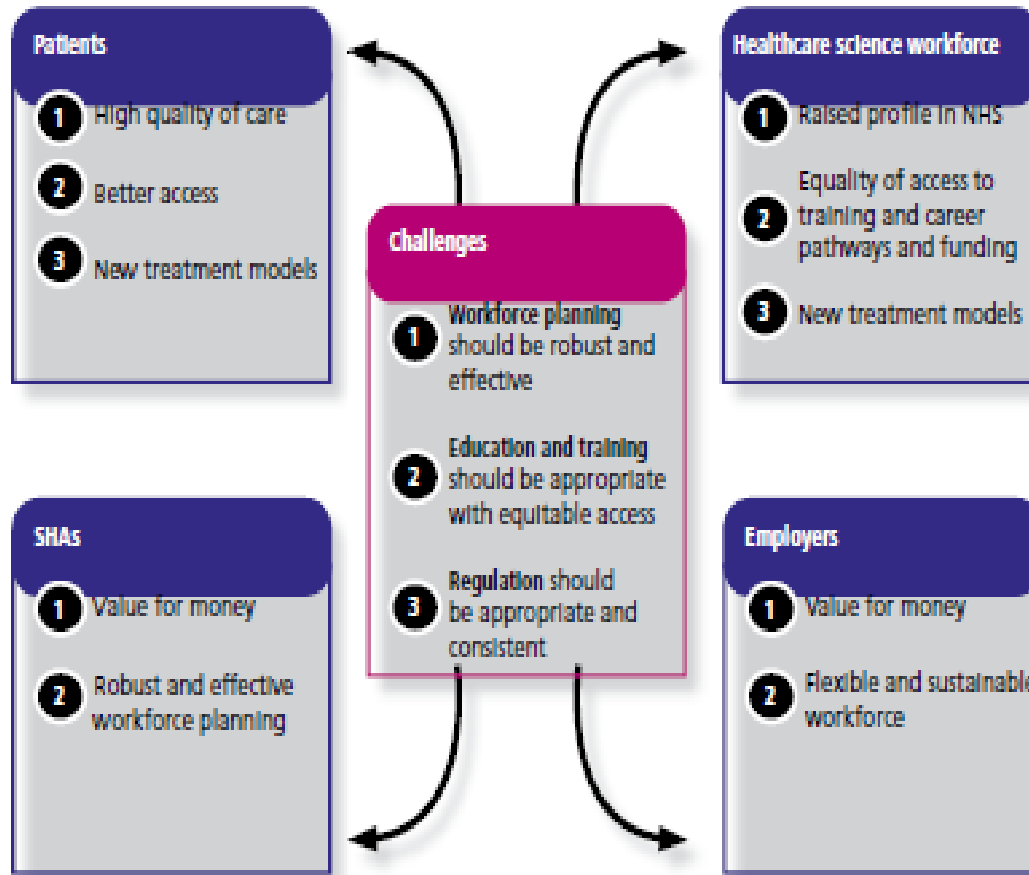 Patients
1 High quality of care
2 Better access
3 New treatment models
Healthcare science workforce
1 Raised profile in NHS
2 Equality of access to
training and career
pathways and funding
3 New treatment models
Challenges
1 Workforce planning
should be robust and
effective
2 Education and training
should be appropriate
with equitable access
3 Regulation should
be appropriate and
consistent
SHAs
1 Value for money
2 Robust and effective
workforce planning
Employers
1 Value for money
2 Flexible and sustainable
workforce